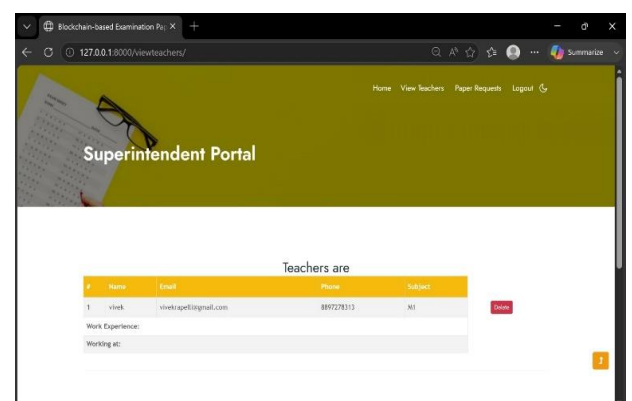 Blockchain-based Examination Pap
127.0.0.1:8000/viewteachers/
Summarize
Home View Teachers Paper Requests Logout
Superintendent Portal
Teachers are
# Name Email Phone Subject
1 vivek vivekrapelli@gmail.com 8897278313 M1 Delete
Work Experience:
Working at: